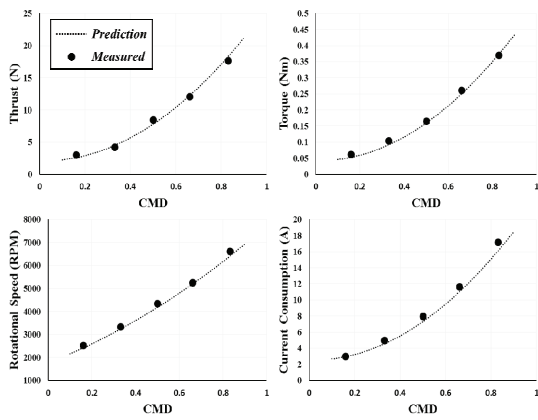 25
20
15
10
5
0
Thrust (N)
Prediction
Measured
0 0.2 0.4 0.6 0.8 1
CMD
0.5
0.45
0.4
0.35
0.3
0.25
0.2
0.15
0.1
0.05
0
Torque (Nm)
0 0.2 0.4 0.6 0.8 1
CMD
8000
7000
6000
5000
4000
3000
2000
1000
Rotational Speed (RPM)
0 0.2 0.4 0.6 0.8 1
CMD
20
18
16
14
12
10
8
6
4
2
0
Current Consumption (A)
0 0.2 0.4 0.6 0.8 1
CMD